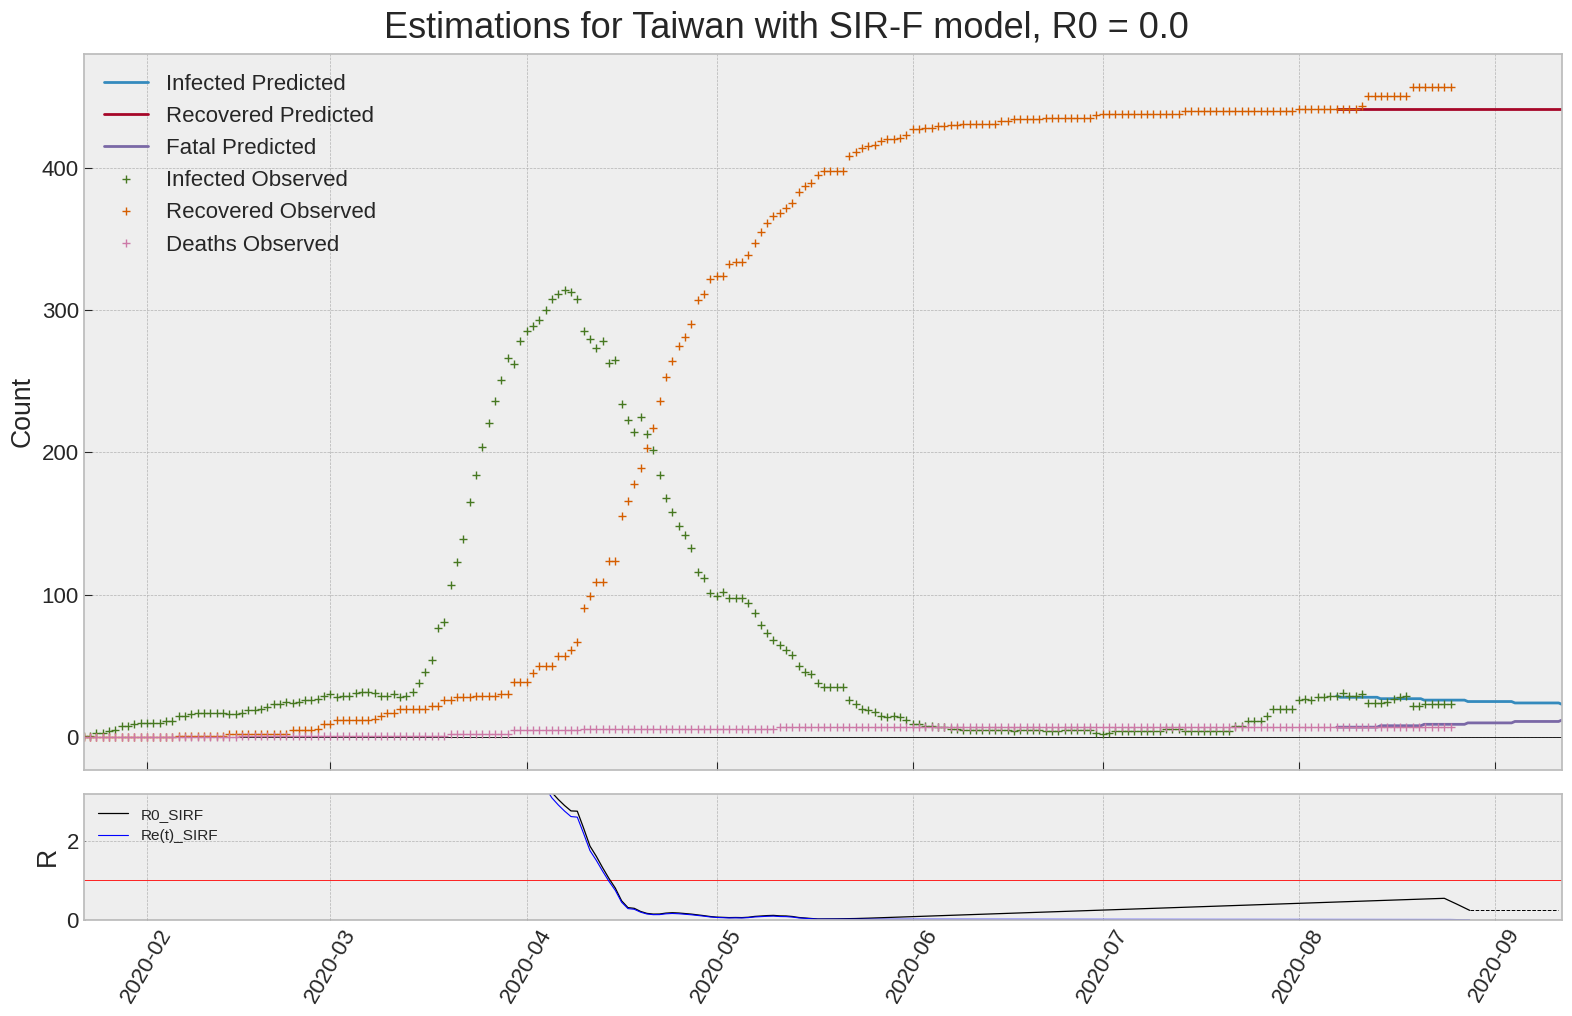 Estimations for Taiwan with SIR-F model, R0 = 0.0
Infected Predicted
Recovered Predicted
Fatal Predicted
Infected Observed
Recovered Observed
Deaths Observed
400
300
200
100
0
Count
R0_SIRF
Re(t)_SIRF
2
0
R
2020-02
2020-03
2020-04
2020-05
2020-06
2020-07
2020-08
2020-09